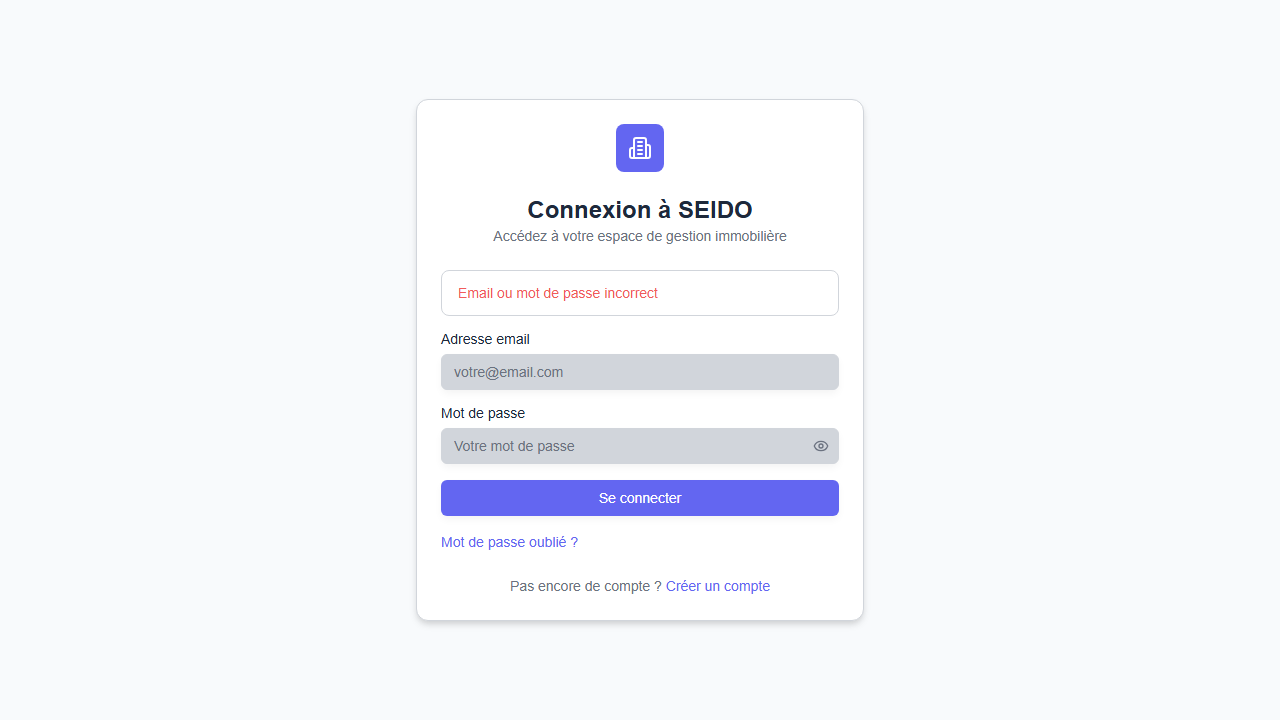 Connexion à SEIDO
Accédez à votre espace de gestion immobilière
Email ou mot de passe incorrect
Adresse email
votre@email.com
Mot de passe
Votre mot de passe
Se connecter
Mot de passe oublié ?
Pas encore de compte ? Créer un compte